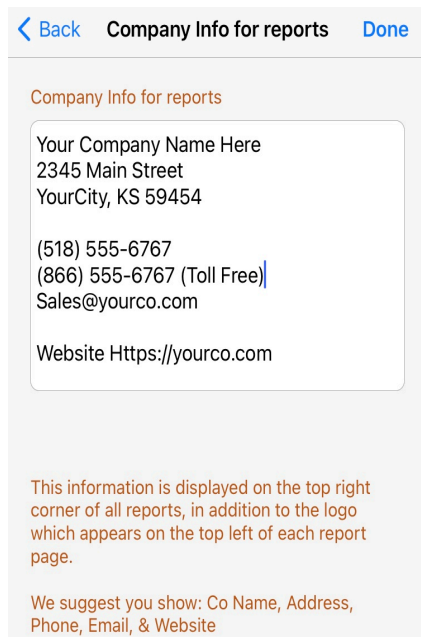 Back Company Info for reports Done
Company Info for reports
Your Company Name Here
2345 Main Street
YourCity, KS 59454
(518) 555-6767
(866) 555-6767 (Toll Free)
Sales@yourco.com
Website Https://yourco.com
This information is displayed on the top right
corner of all reports, in addition to the logo
which appears on the top left of each report
page.
We suggest you show: Co Name, Address,
Phone, Email, & Website